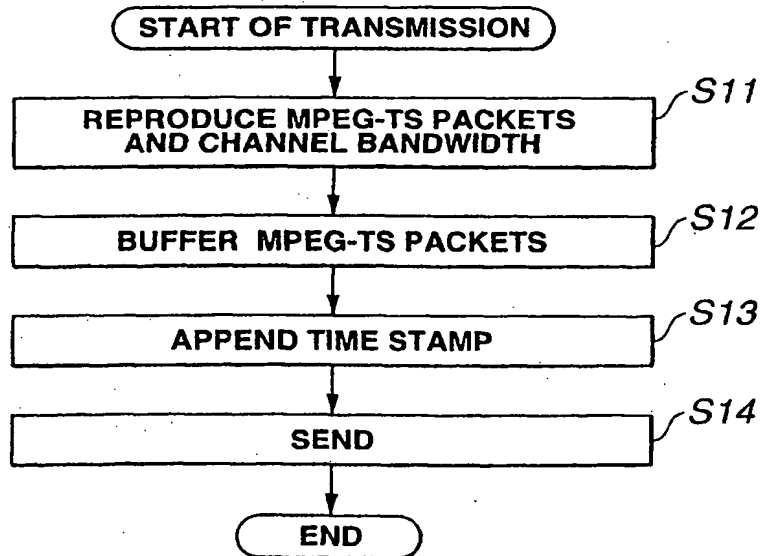 START OF TRANSMISSION
S11
REPRODUCE MPEG-TS PACKETS
AND CHANNEL BANDWIDTH
S12
BUFFER MPEG-TS PACKETS
S13
APPEND TIME STAMP
S14
SEND
END